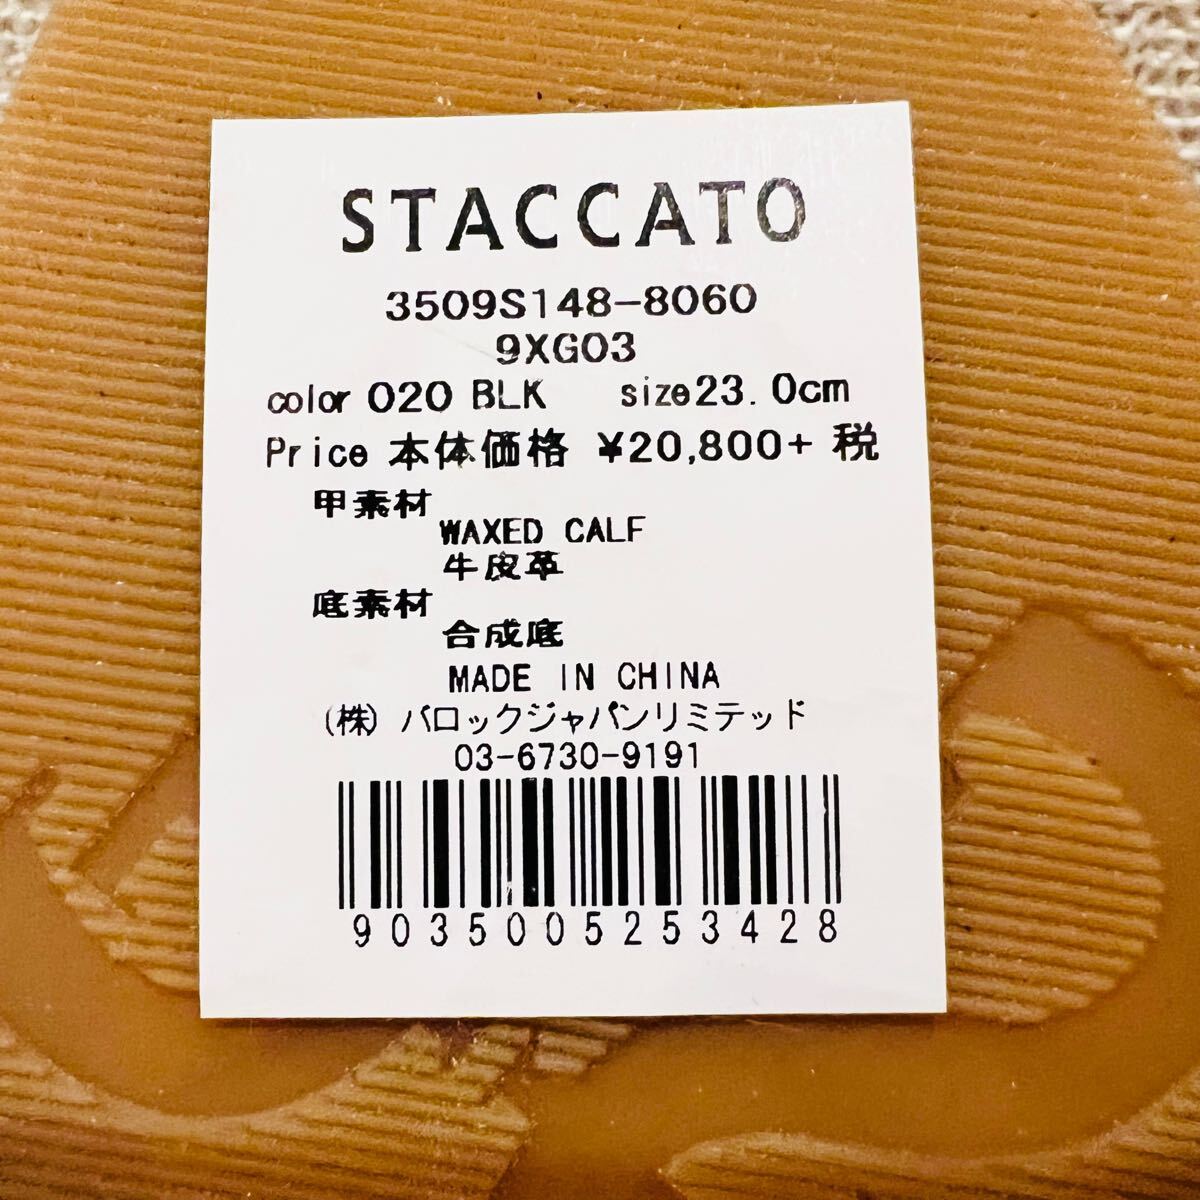 STACCATO
3509S148-8060
9XG03
color 020 BLK size23.0cm
Price 本体価格 ¥20,800+ 税
甲素材
WAXED CALF
牛皮革
底素材
合成底
MADE IN CHINA
(株) バロックジャパンリミテッド
03-6730-9191
9035005253428